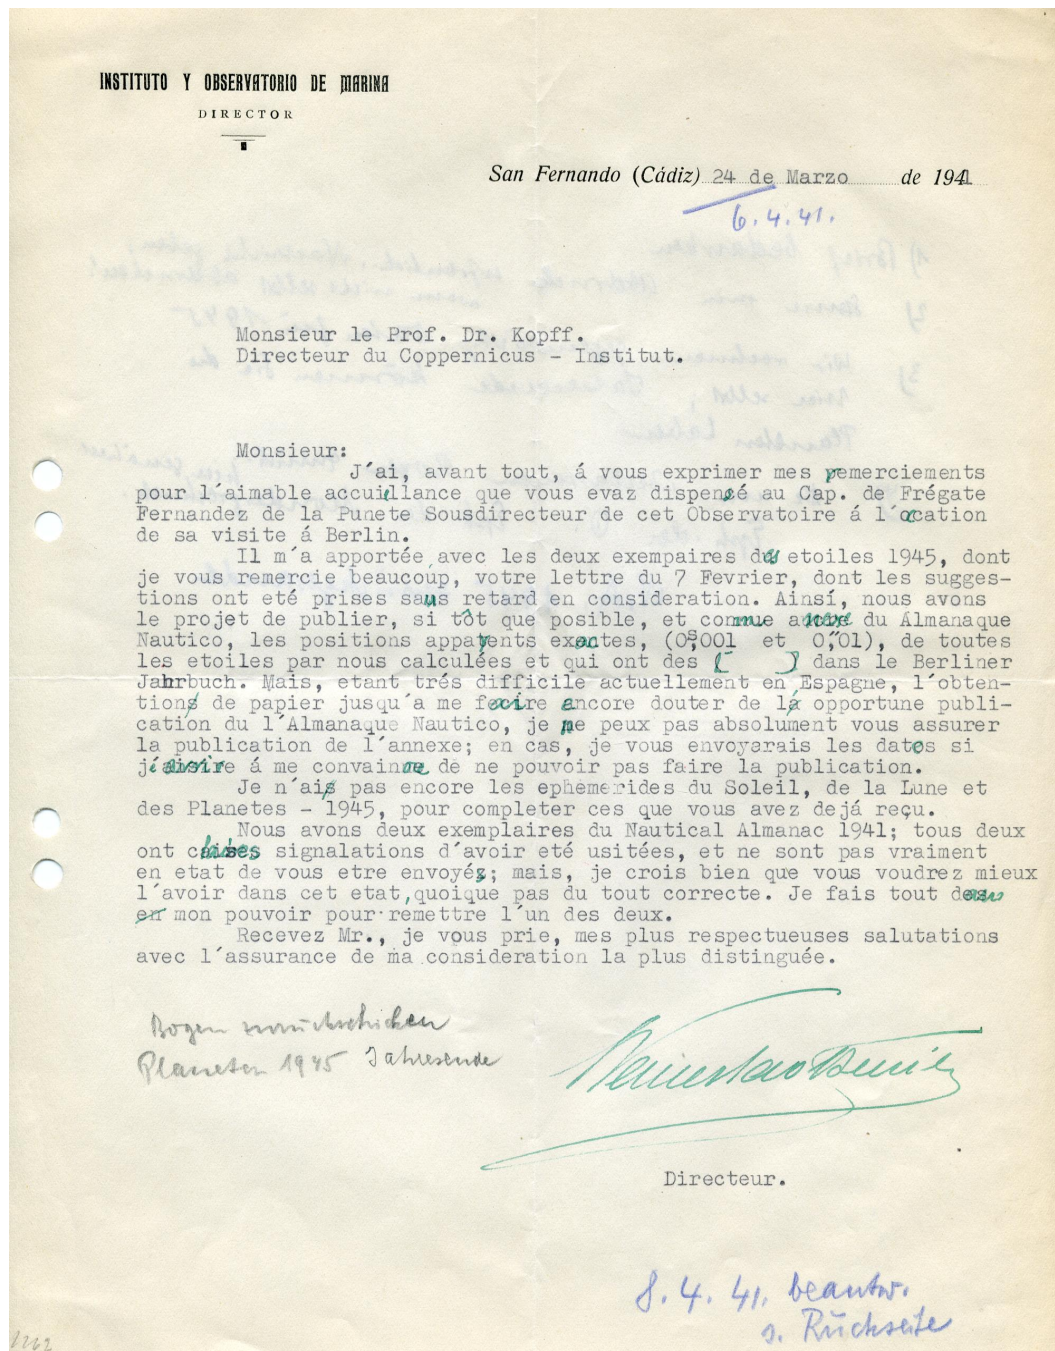 INSTITUTO Y OBSERVATORIO DE MARINA
DIRECTOR
San Fernando (Cádiz) 24 de Marzo de 1941
6.4.41.
Monsieur le Prof. Dr. Kopff.
Directeur du Coppernicus - Institut.
Monsieur:
J´ai, avant tout, á vous exprimer mes remerciements
pour l´aimable accuillance que vous evaz dispensé au Cap. de Frégate
Fernandez de la Punete Sousdirecteur de cet Observatoire á l´ocation
de sa visite á Berlin.
Il m´a apportée,avec les deux exempaires des etoiles 1945, dont
je vous remercie beaucoup, votre lettre du 7 Fevrier, dont les sugges-
tions ont eté prises saus retard en consideration. Ainsí, nous avons
le projet de publier, si tôt que posible, et comme annexe du Almanaque
Nautico, les positions apparents exactes, (0ˢ,001 et 0",01), de toutes
les etoiles par nous calculées et qui ont des [ ] dans le Berliner
Jahrbuch. Mais, etant trés difficile actuellement en Espagne, l´obten-
tion de papier jusqu´a me fecire ancore douter de l opportune publi-
cation du l´Almanaque Nautico, je ne peux pas absolument vous assurer
la publication de l´annexe; en cas, je vous envoyarais les dates si
á me convaincre de ne pouvoir pas faire la publication.
Je n´ai pas encore les ephemerides du Soleil, de la Lune et
des Planetes - 1945, pour completer ces que vous avez dejá reçu.
Nous avons deux exemplaires du Nautical Almanac 1941; tous deux
ont signalations d´avoir eté usitées, et ne sont pas vraiment
en etat de vous etre envoyés; mais, je crois bien que vous voudrez mieux
l´avoir dans cet etat,quoique pas du tout correcte. Je fais tout dans
en mon pouvoir pour remettre l´un des deux.
Recevez Mr., je vous prie, mes plus respectueuses salutations
avec l´assurance de ma consideration la plus distinguée.
Bogen zurückschicken
Planeten 1945 Jahresende
Directeur.
8.4.41. beantw.
s. Rückseite